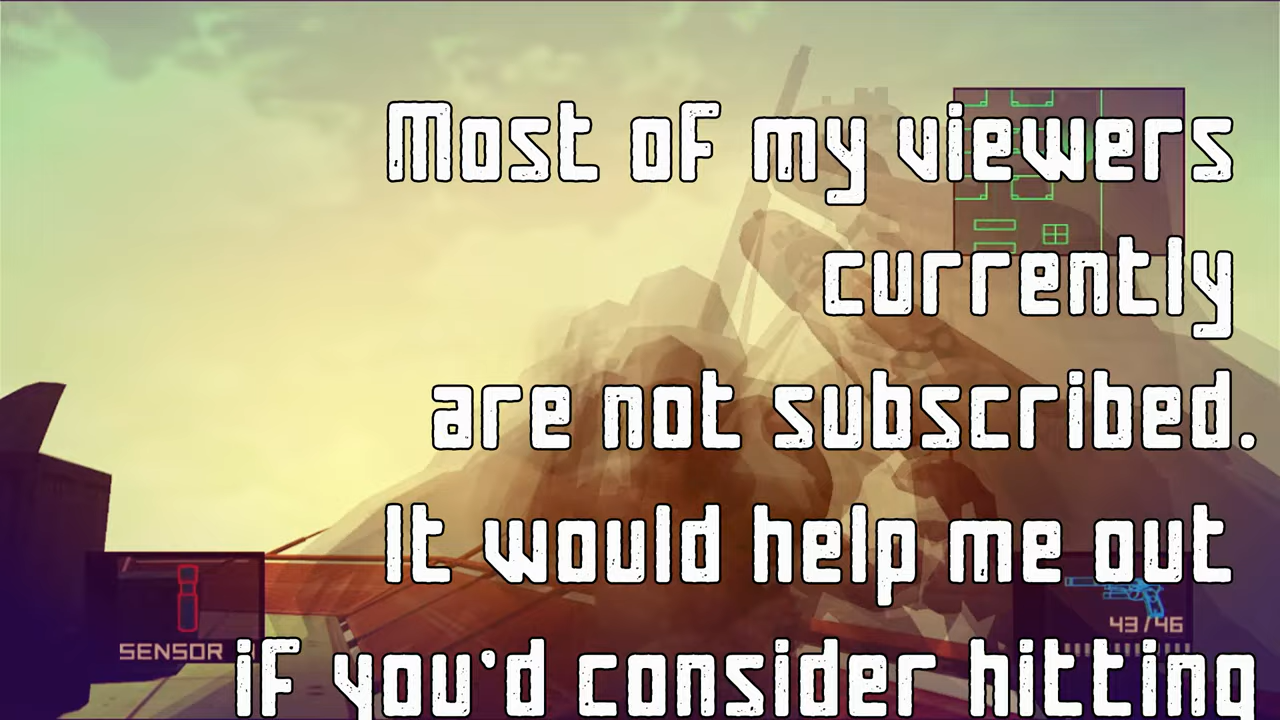 Most of my viewers
currently
are not subscribed.
It would help me out
43/46
SENSOR
if you'd consider hitting